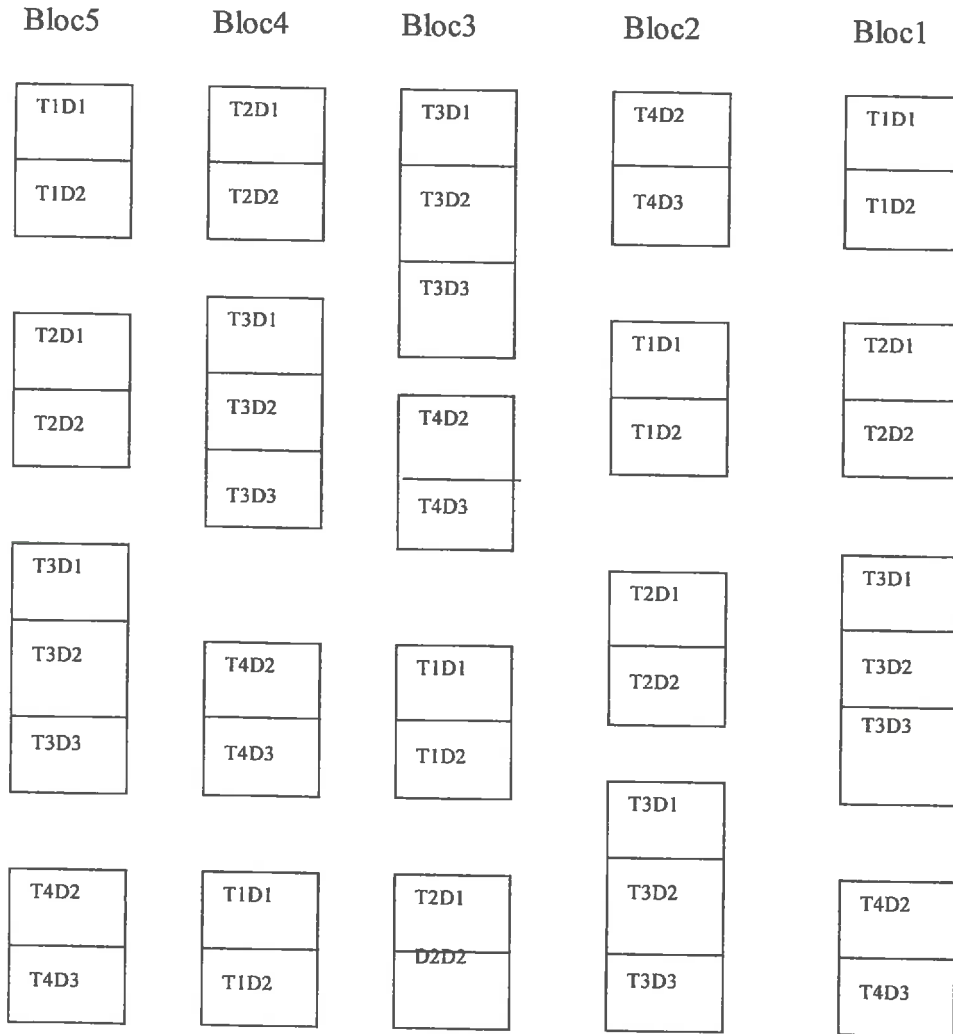 Bloc5
T1D1
T1D2
T2D1
T2D2
T3D1
T3D2
T3D3
T4D2
T4D3
Bloc4
T2D1
T2D2
T3D1
T3D2
T3D3
T4D2
T4D3
T1D1
T1D2
Bloc3
T3D1
T3D2
T3D3
T4D2
T4D3
T1D1
T1D2
T2D1
D2D2
Bloc2
T4D2
T4D3
T1D1
T1D2
T2D1
T2D2
T3D1
T3D2
T3D3
Bloc1
T1D1
T1D2
T2D1
T2D2
T3D1
T3D2
T3D3
T4D2
T4D3